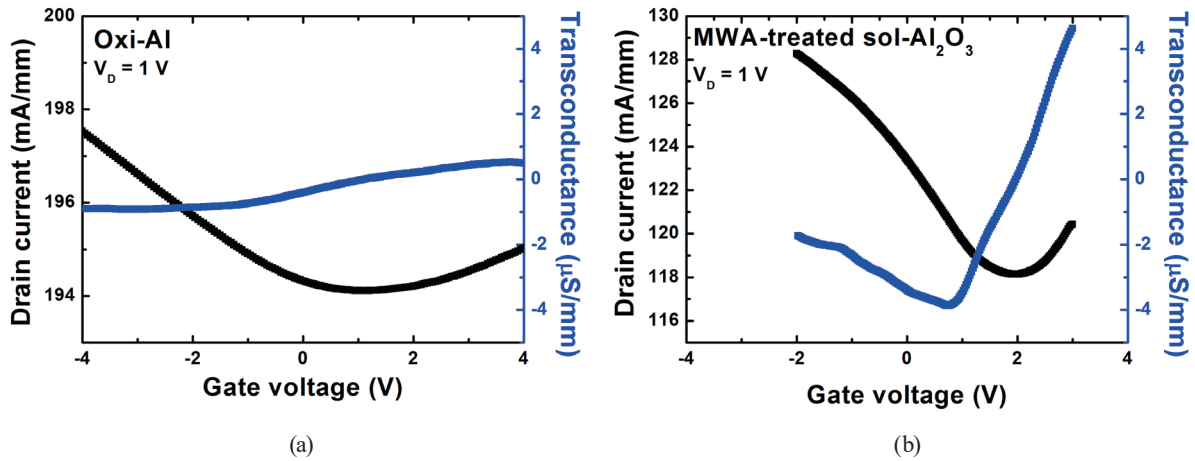 Oxi-Al
V_D = 1 V
Drain current (mA/mm)
200
198
196
194
Transconductance (μS/mm)
4
2
0
-2
-4
-4
-2
0
2
4
Gate voltage (V)
(a)
MWA-treated sol-Al₂O₃
V_D = 1 V
Drain current (mA/mm)
130
128
126
124
122
120
118
116
Transconductance (μS/mm)
4
2
0
-2
-4
-4
-2
0
2
4
Gate voltage (V)
(b)